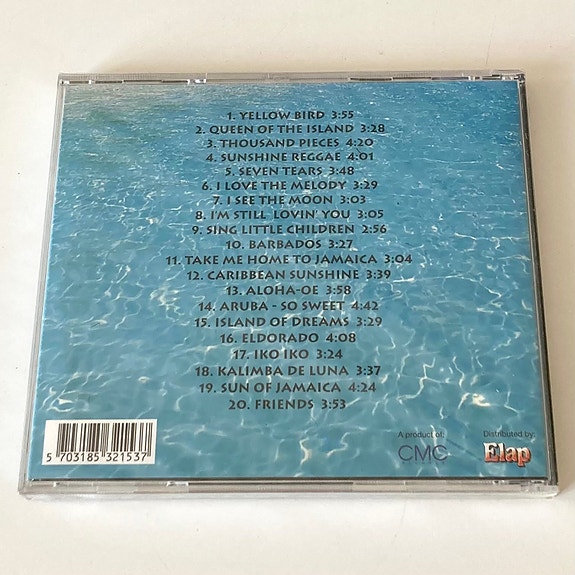 1. YELLOW BIRD 3:55
2. QUEEN OF THE ISLAND 3:28
3. THOUSAND PIECES 4:20
4. SUNSHINE REGGAE 4:01
5. SEVEN TEARS 3:48
6. I LOVE THE MELODY 3:29
7. I SEE THE MOON 3:03
8. I'M STILL LOVIN' YOU 3:05
9. SING LITTLE CHILDREN 2:56
10. BARBADOS 3:27
11. TAKE ME HOME TO JAMAICA 3:04
12. CARIBBEAN SUNSHINE 3:39
13. ALOHA-OE 3:58
14. ARUBA - SO SWEET 4:42
15. ISLAND OF DREAMS 3:29
16. ELDORADO 4:08
17. IKO IKO 3:24
18. KALIMBA DE LUNA 3:37
19. SUN OF JAMAICA 4:24
20. FRIENDS 3:53
A product of: Distributed by:
CMC Elap
5 703185 321537